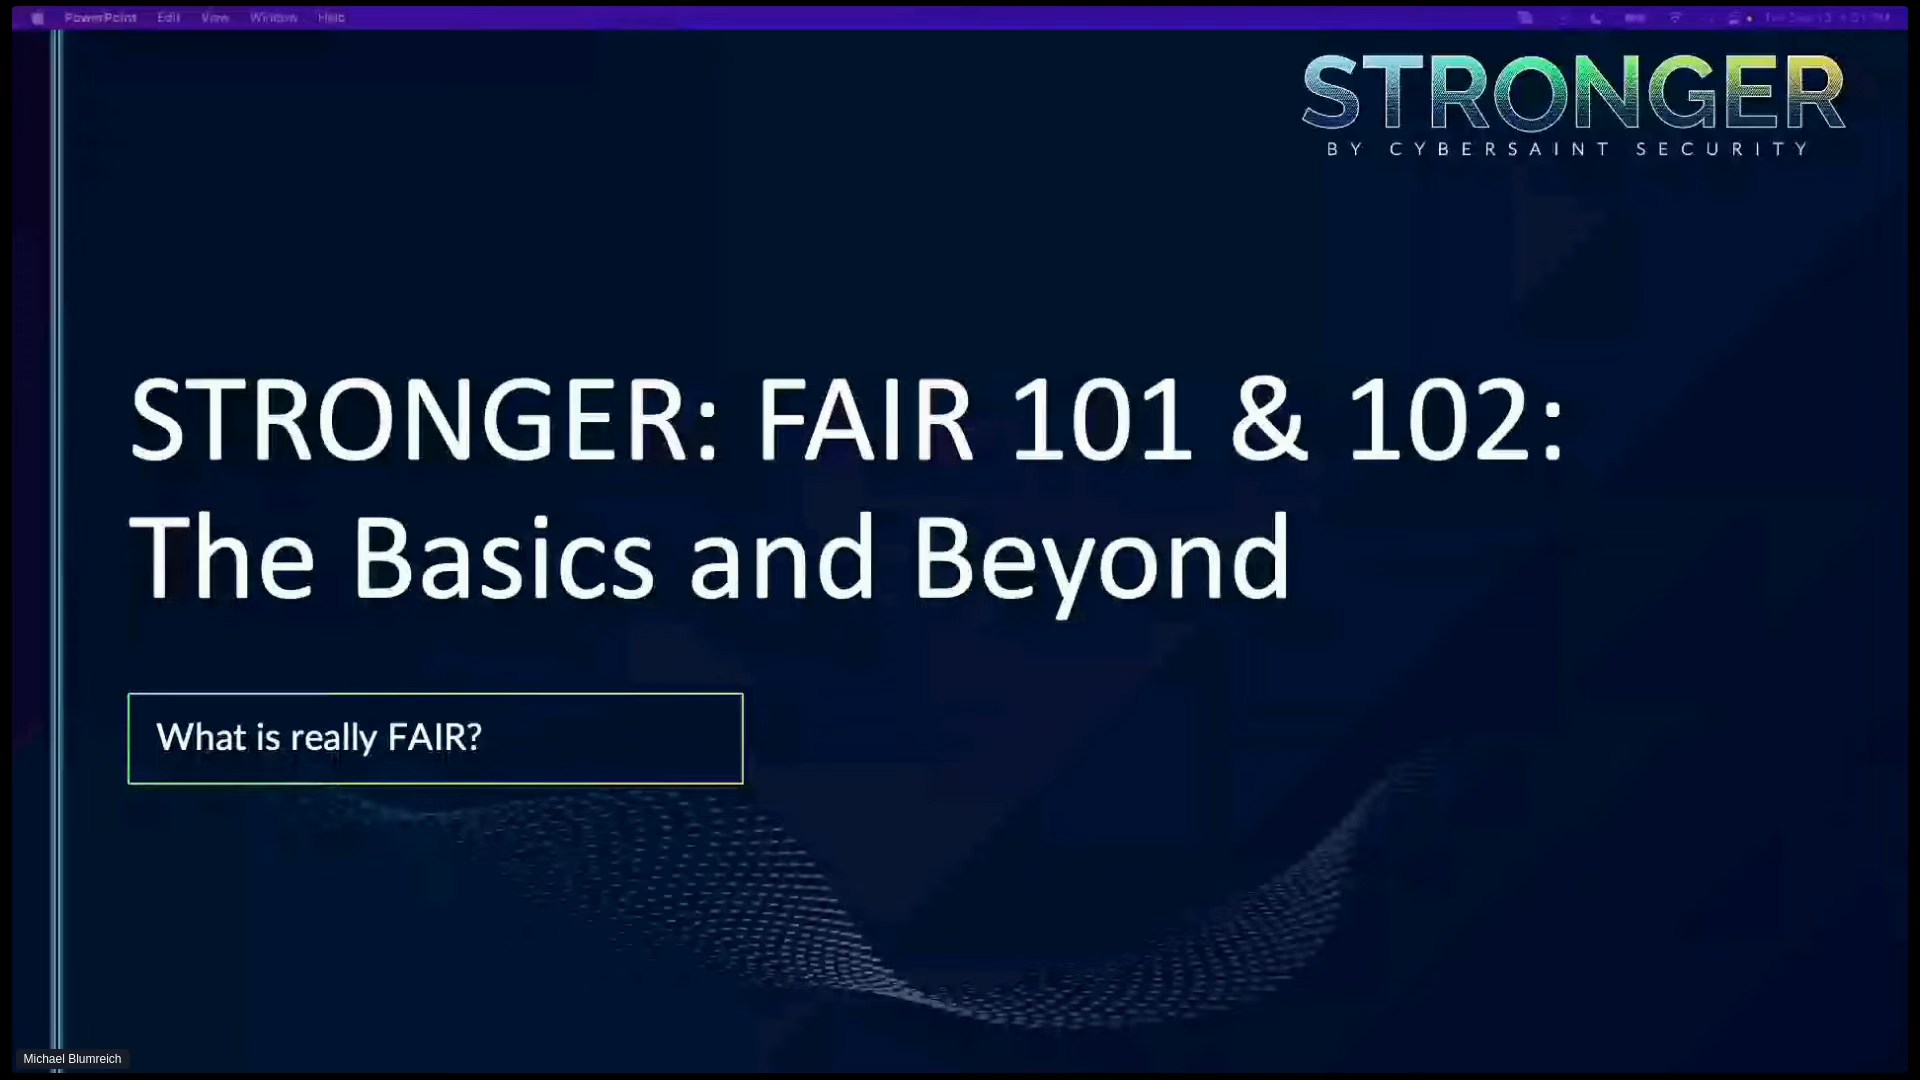 PowerPoint Edit View Window Help
STRONGER
BY CYBERSAINT SECURITY
STRONGER: FAIR 101 & 102:
The Basics and Beyond
What is really FAIR?
Michael Blumreich